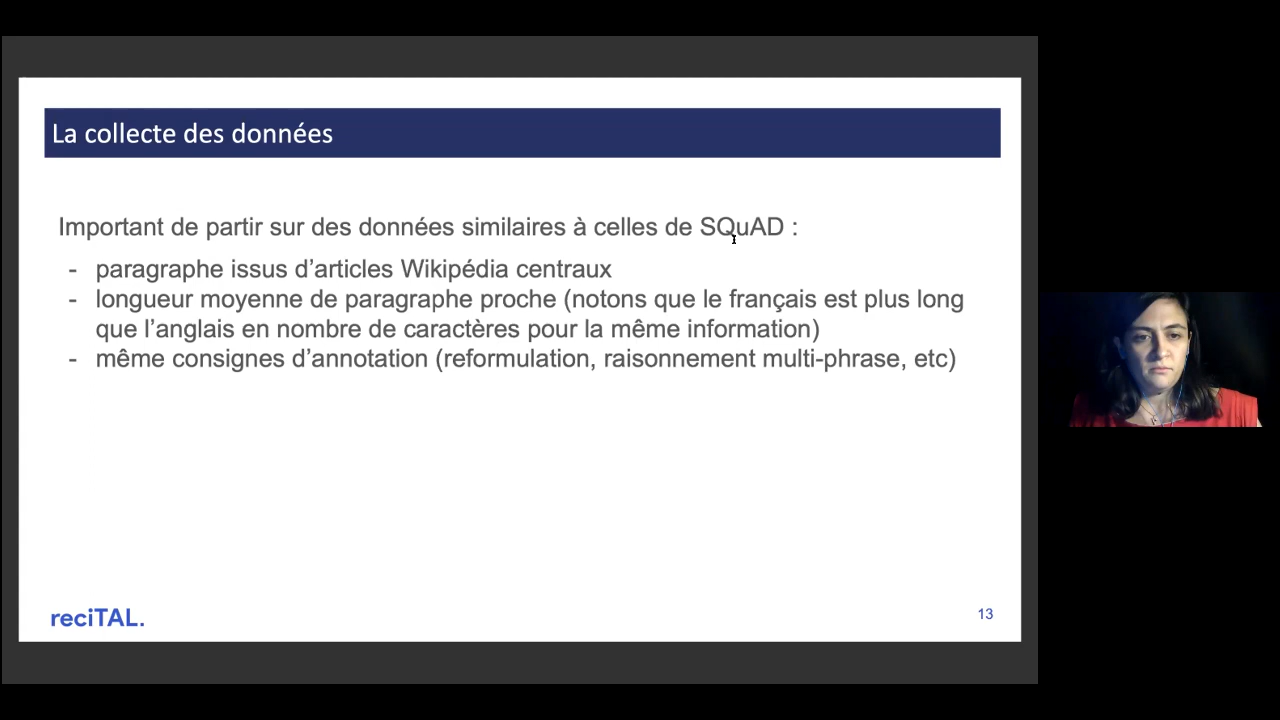 La collecte des données
Important de partir sur des données similaires à celles de SQuAD :
- paragraphe issus d’articles Wikipédia centraux
- longueur moyenne de paragraphe proche (notons que le français est plus long
que l’anglais en nombre de caractères pour la même information)
- même consignes d’annotation (reformulation, raisonnement multi-phrase, etc)
reciTAL.
13